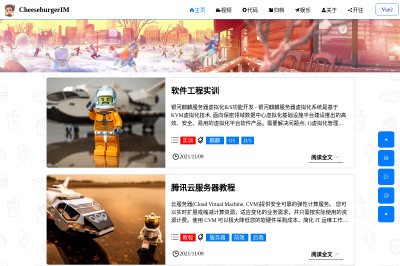 CheeseburgerIM
主页 视频 代码 归档 娱乐 关于 开往 Vue2
软件工程实训
银河麒麟服务器虚拟化B/S功能开发 - 银河麒麟服务器虚拟化系统是基于
KVM虚拟化技术, 面向保密领域数据中心虚拟化基础设施平台建设推出的高
效、安全、易用的虚拟化平台软件产品。需要解决问题点: 1)虚拟化管理...
实训 麒麟 OS B/S
2021/11/09 阅读全文
腾讯云服务器教程
云服务器(Cloud Virtual Machine, CVM)提供安全可靠的弹性计算服务。您可
以实时扩展或缩减计算资源，适应变化的业务需求，并只需按实际使用的资
源计费。使用 CVM 可以极大降低您的软硬件采购成本，简化 IT 运维工作...
教程 服务器 前端 后端
2021/11/09 阅读全文